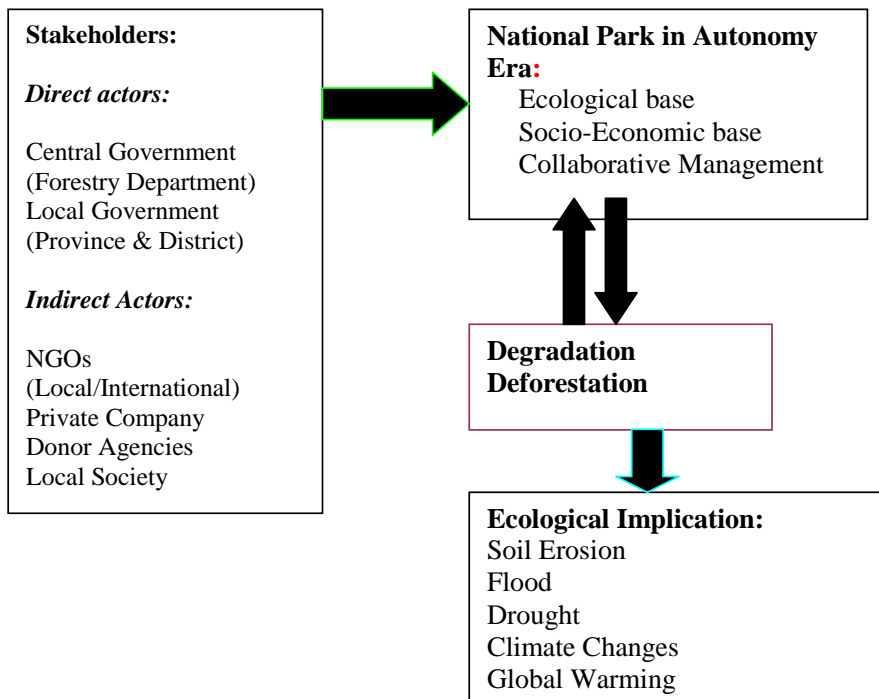 Stakeholders:
Direct actors:
Central Government
(Forestry Department)
Local Government
(Province & District)
Indirect Actors:
NGOs
(Local/International)
Private Company
Donor Agencies
Local Society
National Park in Autonomy
Era:
Ecological base
Socio-Economic base
Collaborative Management
Degradation
Deforestation
Ecological Implication:
Soil Erosion
Flood
Drought
Climate Changes
Global Warming